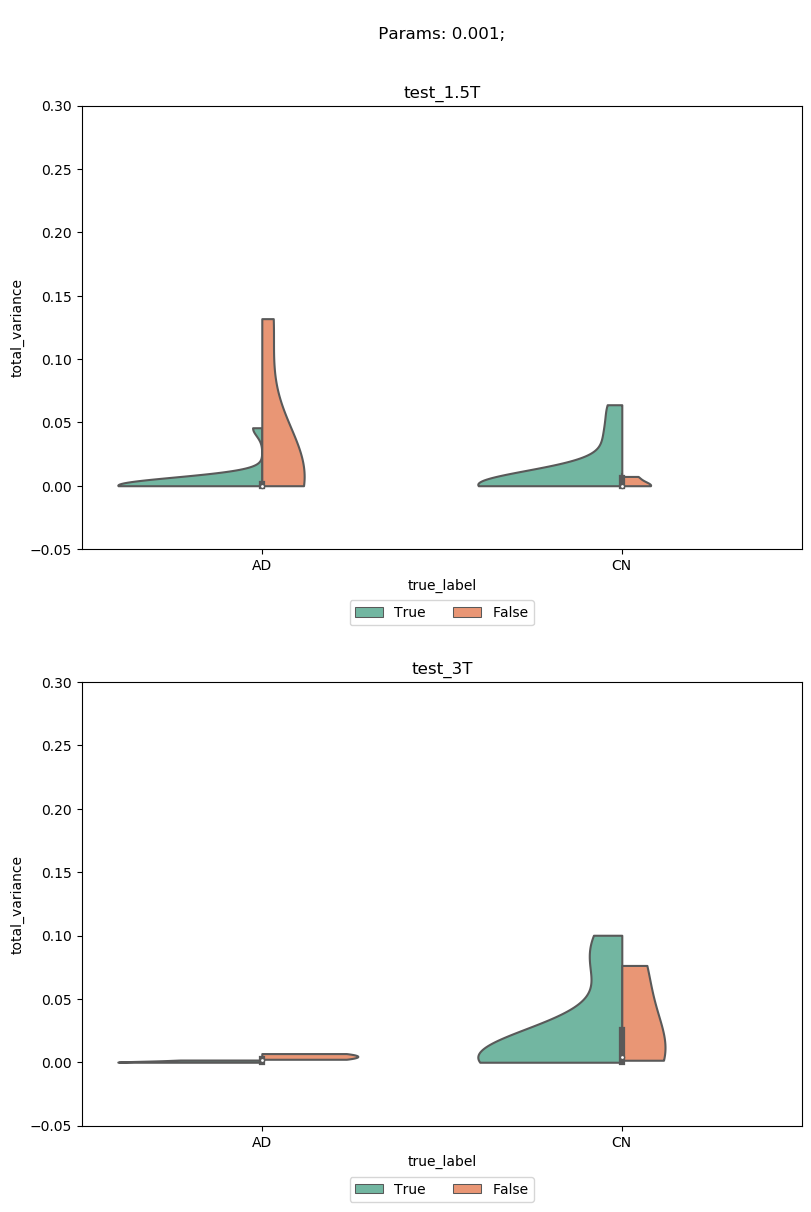 Params: 0.001;
test_1.5T
0.30
0.25
0.20
0.15
0.10
0.05
0.00
−0.05
total_variance
AD CN
true_label
True False
test_3T
0.30
0.25
0.20
0.15
0.10
0.05
0.00
−0.05
total_variance
AD CN
true_label
True False